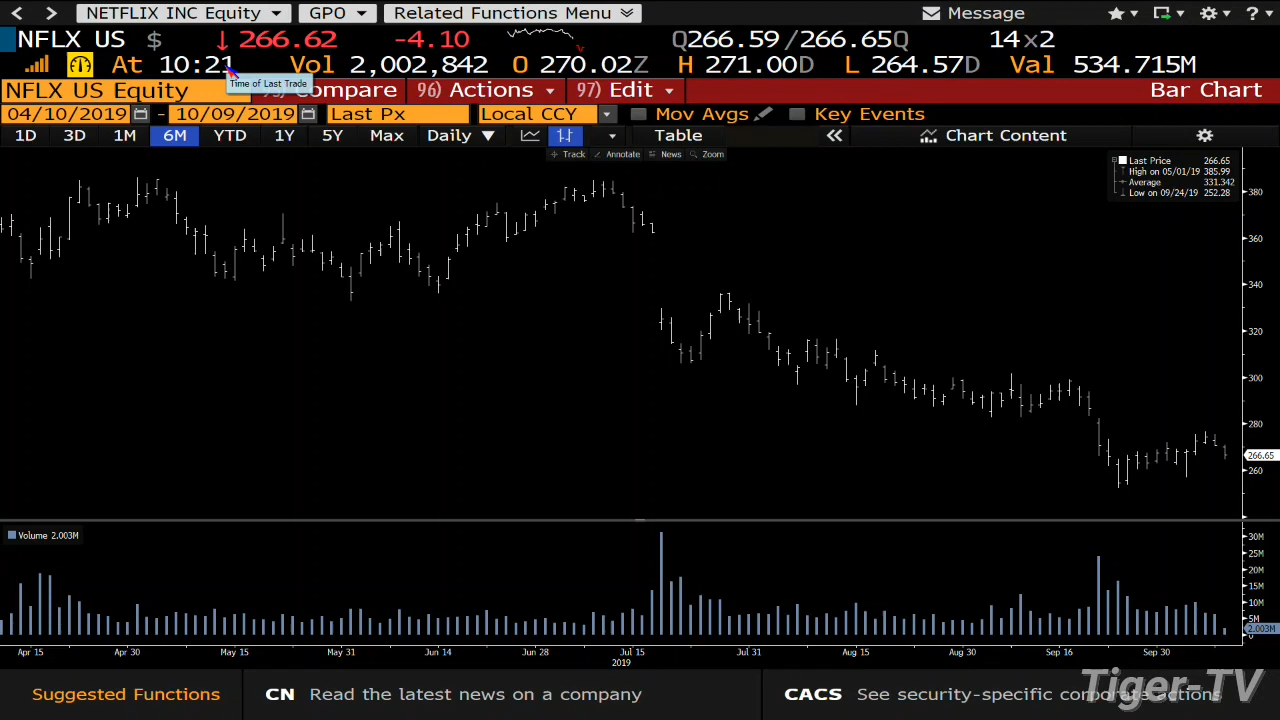 NETFLIX INC Equity GPO Related Functions Menu Message ?
NFLX US $ ↓ 266.62 -4.10 Q266.59 / 266.65Q 14 x 2
At 10:21 Vol 2,002,842 O 270.02Z H 271.00D L 264.57D Val 534.715M
Time of Last Trade
NFLX US Equity ompare 96) Actions 97) Edit Bar Chart
04/10/2019 - 10/09/2019 Last Px Local CCY Mov Avgs Key Events
1D 3D 1M 6M YTD 1Y 5Y Max Daily ▼ Table « Chart Content
Track Annotate News Zoom
Last Price 266.65
High on 05/01/19 385.99
Average 331.342
Low on 09/24/19 252.28
380
360
340
320
300
280
266.65
260
Volume 2.003M
30M
25M
20M
15M
10M
5M
2.003M
0
Apr 15 Apr 30 May 15 May 31 Jun 14 Jun 28 Jul 15 Jul 31 Aug 15 Aug 30 Sep 16 Sep 30
2019
Suggested Functions CN Read the latest news on a company CACS See security-specific corporate actions
Tiger-TV